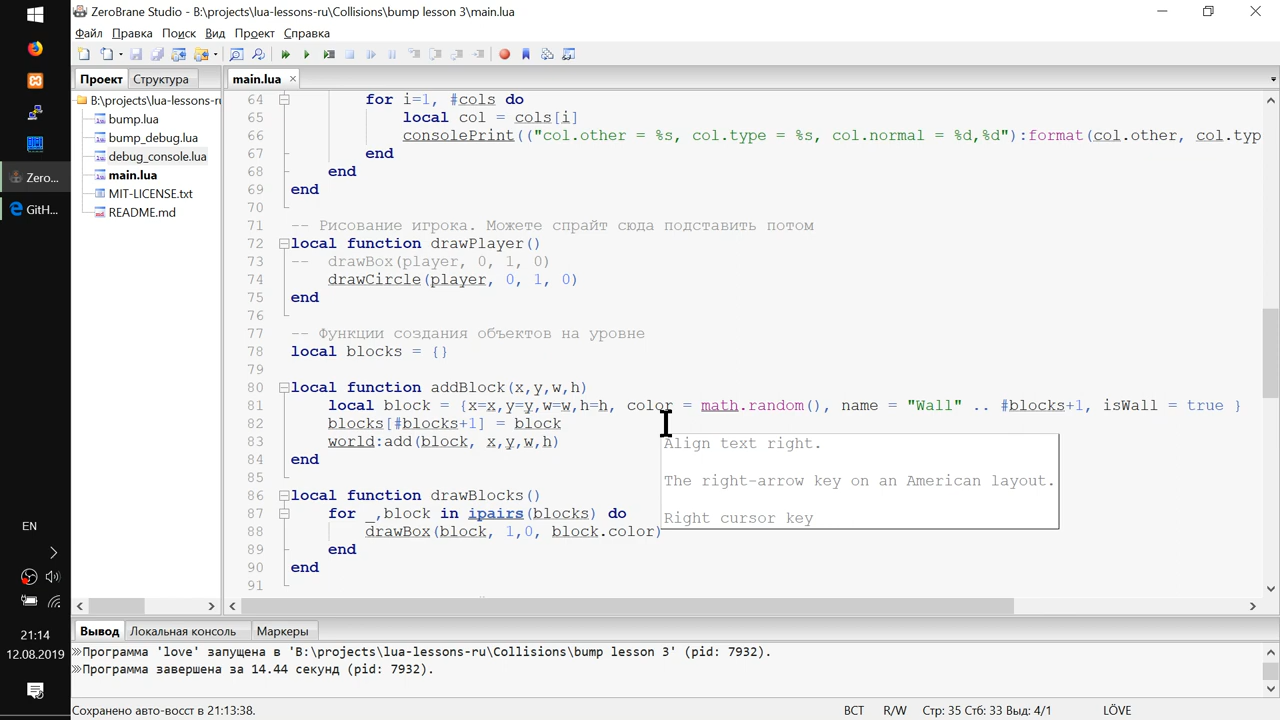 ZeroBrane Studio - B:\projects\lua-lessons-ru\Collisions\bump lesson 3\main.lua
Файл Правка Поиск Вид Проект Справка
Проект Структура
main.lua
B:\projects\lua-lessons-ru
bump.lua
bump_debug.lua
debug_console.lua
main.lua
MIT-LICENSE.txt
README.md
Zero...
GitH...
64 for i=1, #cols do
65 local col = cols[i]
66 consolePrint(("col.other = %s, col.type = %s, col.normal = %d,%d"):format(col.other, col.typ
67 end
68 end
69 end
70
71 -- Рисование игрока. Можете спрайт сюда подставить потом
72 local function drawPlayer()
73 -- drawBox(player, 0, 1, 0)
74 drawCircle(player, 0, 1, 0)
75 end
76
77 -- Функции создания объектов на уровне
78 local blocks = {}
79
80 local function addBlock(x,y,w,h)
81 local block = {x=x,y=y,w=w,h=h, color = math.random(), name = "Wall" .. #blocks+1, isWall = true }
82 blocks[#blocks+1] = block
83 world:add(block, x,y,w,h)
84 end
85
86 local function drawBlocks()
87 for _,block in ipairs(blocks) do
88 drawBox(block, 1,0, block.color)
89 end
90 end
91
Align text right.
The right-arrow key on an American layout.
Right cursor key
EN
21:14
12.08.2019
Вывод Локальная консоль Маркеры
Программа 'love' запущена в 'B:\projects\lua-lessons-ru\Collisions\bump lesson 3' (pid: 7932).
Программа завершена за 14.44 секунд (pid: 7932).
Сохранено авто-восст в 21:13:38.
ВСТ R/W Стр: 35 Стб: 33 Выд: 4/1 LÖVE